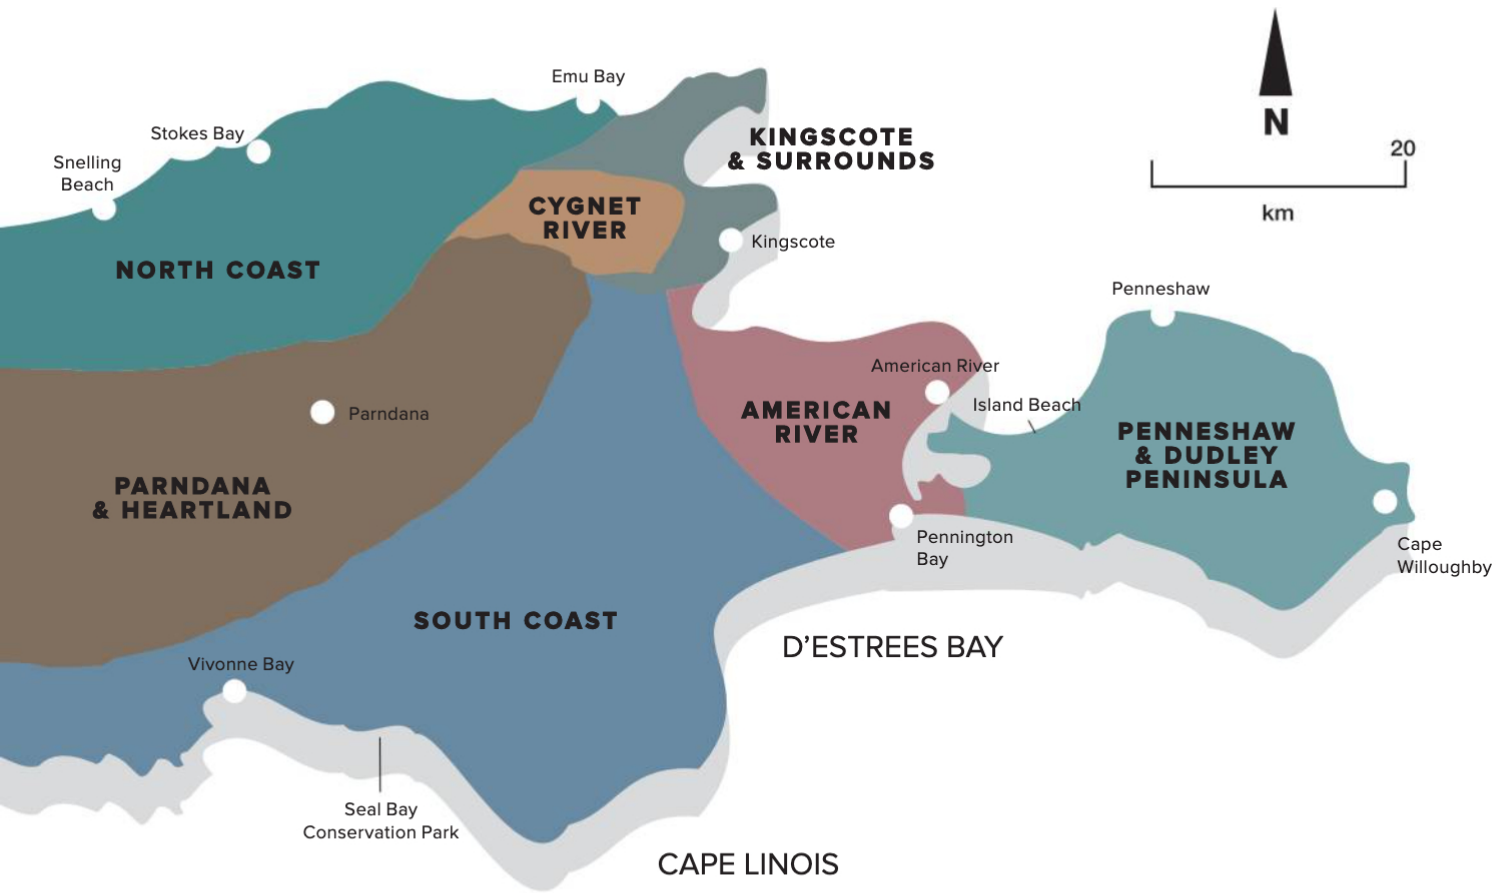 Emu Bay
Stokes Bay
Snelling
Beach
KINGSCOTE
& SURROUNDS
N
20
km
CYGNET
RIVER
Kingscote
NORTH COAST
Penneshaw
American River
Island Beach
AMERICAN
RIVER
Parndana
PENNESHAW
& DUDLEY
PENINSULA
PARNDANA
& HEARTLAND
Pennington
Bay
Cape
Willoughby
SOUTH COAST
D'ESTREES BAY
Vivonne Bay
Seal Bay
Conservation Park
CAPE LINOIS